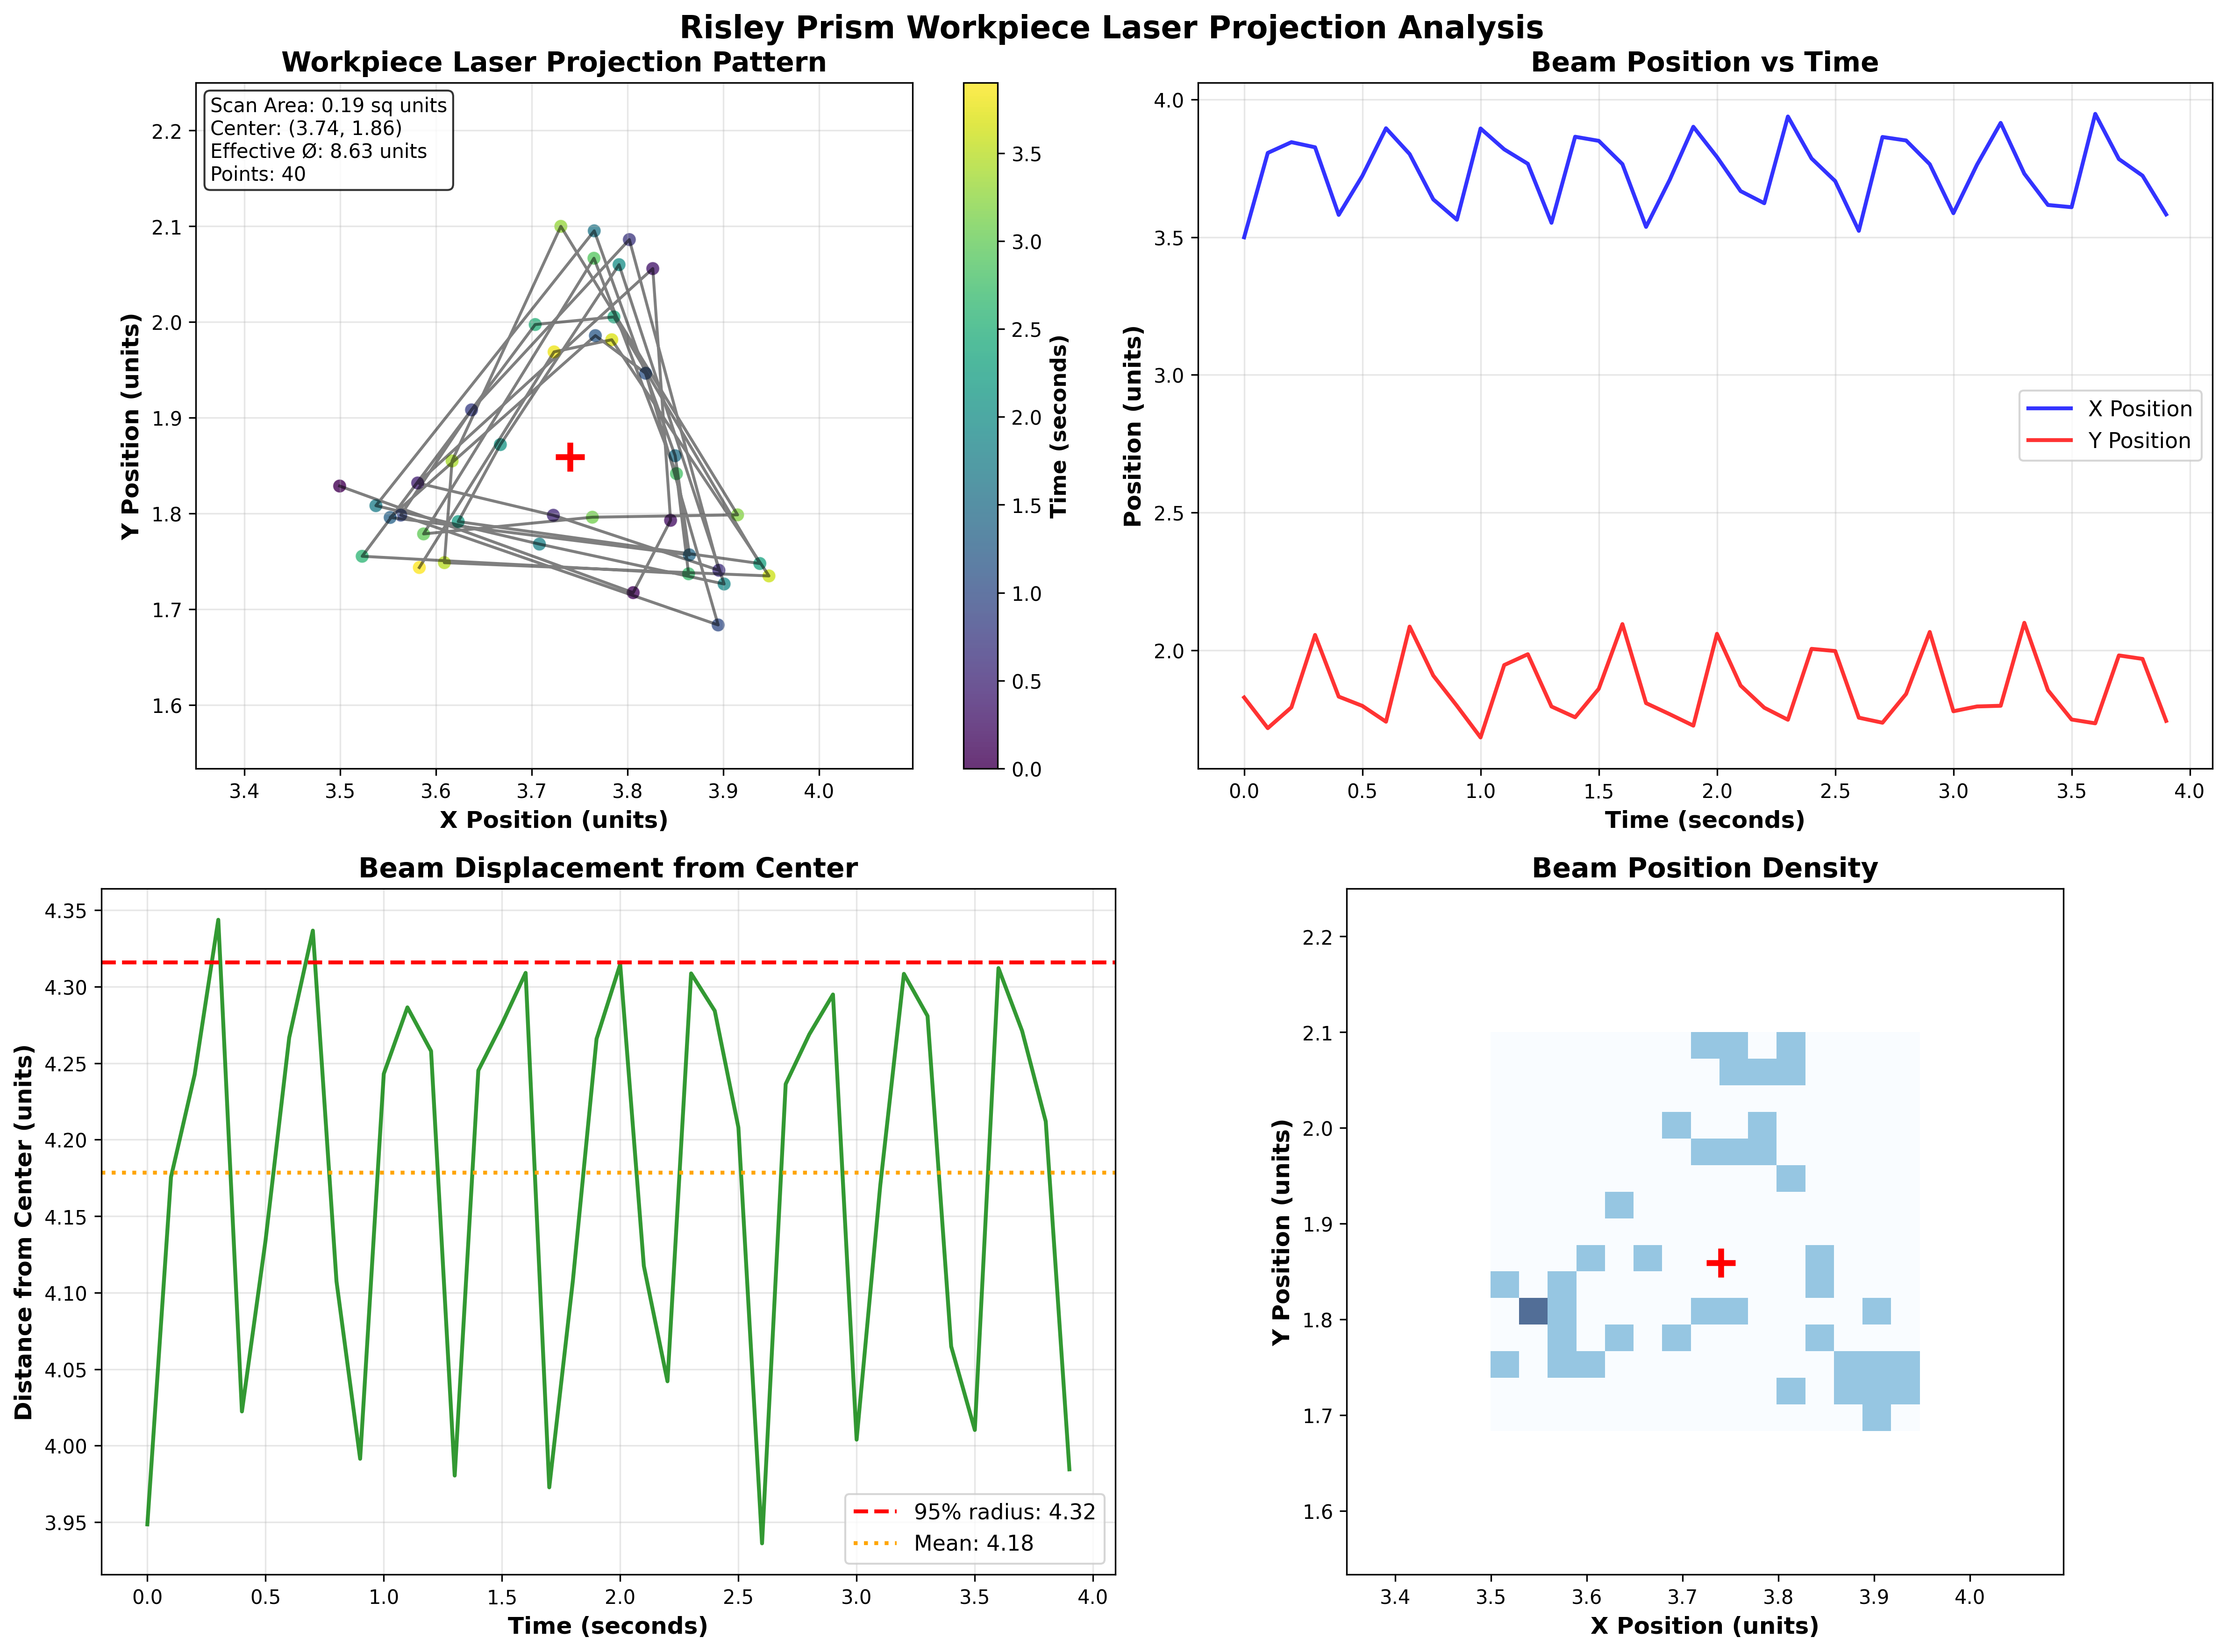 Risley Prism Workpiece Laser Projection Analysis
Workpiece Laser Projection Pattern
Scan Area: 0.19 sq units
Center: (3.74, 1.86)
Effective Ø: 8.63 units
Points: 40
2.2
2.1
2.0
1.9
1.8
1.7
1.6
Y Position (units)
3.4 3.5 3.6 3.7 3.8 3.9 4.0
X Position (units)
3.5
3.0
2.5
2.0
1.5
1.0
0.5
0.0
Time (seconds)
Beam Position vs Time
4.0
3.5
3.0
2.5
2.0
Position (units)
X Position
Y Position
0.0 0.5 1.0 1.5 2.0 2.5 3.0 3.5 4.0
Time (seconds)
Beam Displacement from Center
4.35
4.30
4.25
4.20
4.15
4.10
4.05
4.00
3.95
Distance from Center (units)
95% radius: 4.32
Mean: 4.18
0.0 0.5 1.0 1.5 2.0 2.5 3.0 3.5 4.0
Time (seconds)
Beam Position Density
2.2
2.1
2.0
1.9
1.8
1.7
1.6
Y Position (units)
3.4 3.5 3.6 3.7 3.8 3.9 4.0
X Position (units)